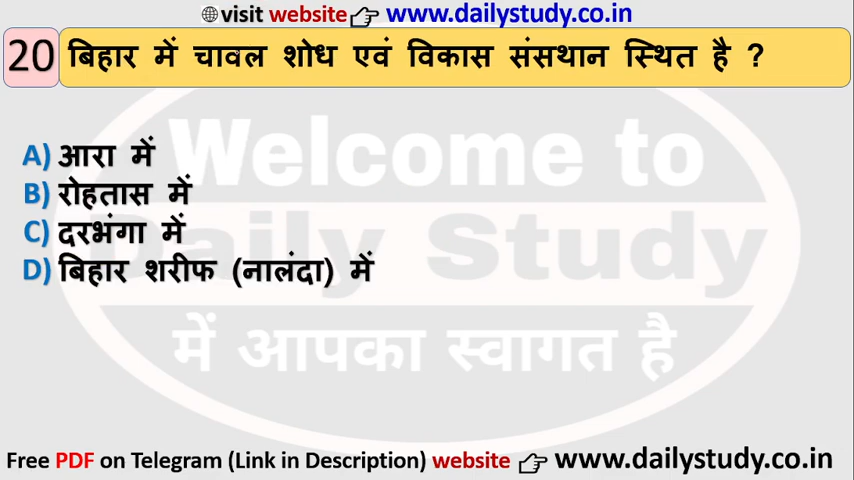 visit website www.dailystudy.co.in
20 बिहार में चावल शोध एवं विकास संसथान स्थित है ?
Welcome to
A) आरा में
B) रोहतास में
C) दरभंगा में
Daily Study
D) बिहार शरीफ (नालंदा) में
में आपका स्वागत है
Free PDF on Telegram (Link in Description) website www.dailystudy.co.in